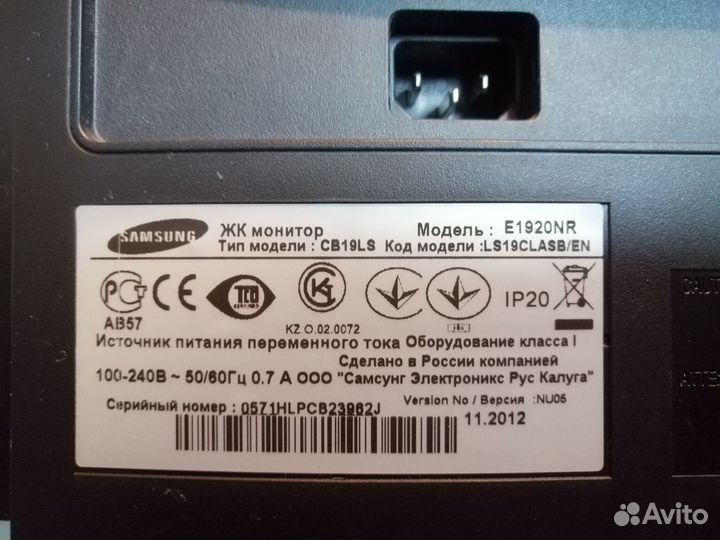 SAMSUNG
ЖК монитор Модель : E1920NR
Тип модели : CB19LS Код модели :LS19CLASB/EN
АВ57
KZ.O.02.0072
IP20
Источник питания переменного тока Оборудование класса I
Сделано в России компанией
100-240В ~ 50/60Гц 0.7 А ООО "Самсунг Электроникс Рус Калуга"
Серийный номер : 0571HLPCB23962J
Version No / Версия :NU05
11.2012
Avito